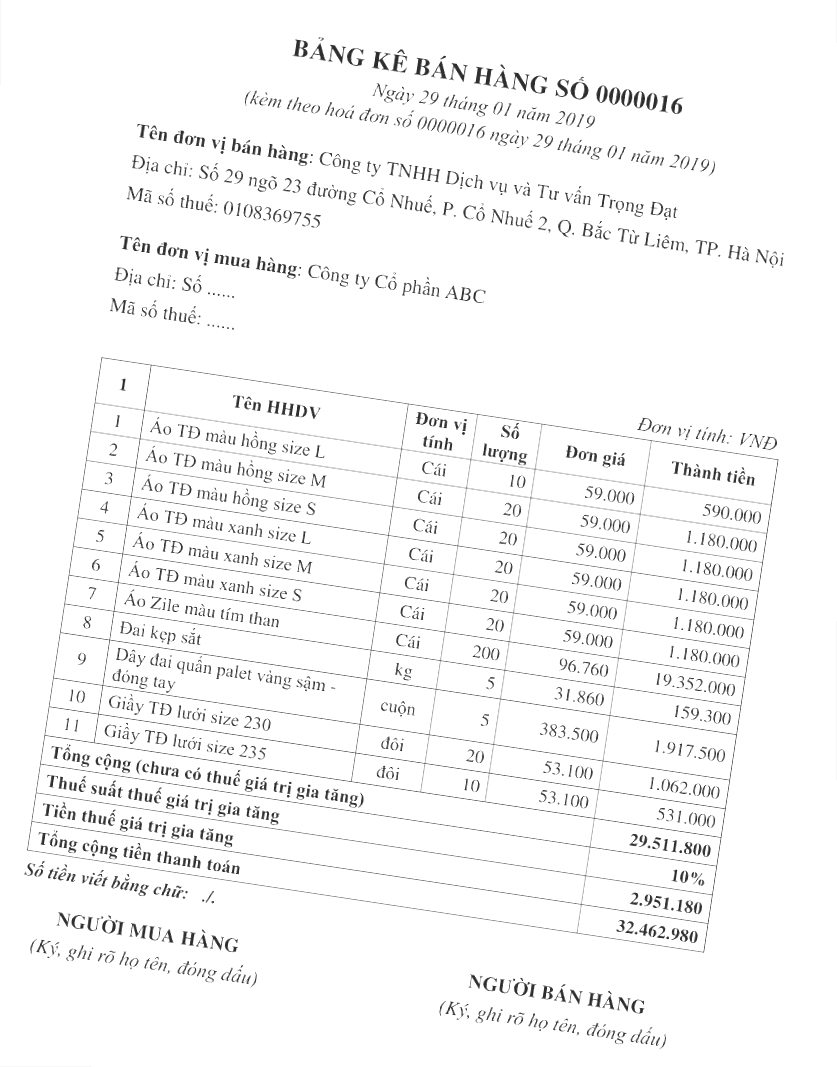 BẢNG KÊ BÁN HÀNG SỐ 0000016
Ngày 29 tháng 01 năm 2019
(kèm theo hoá đơn số 0000016 ngày 29 tháng 01 năm 2019)
Tên đơn vị bán hàng: Công ty TNHH Dịch vụ và Tư vấn Trọng Đạt
Địa chỉ: Số 29 ngõ 23 đường Cổ Nhuế, P. Cổ Nhuế 2, Q. Bắc Từ Liêm, TP. Hà Nội
Mã số thuế: 0108369755
Tên đơn vị mua hàng: Công ty Cổ phần ABC
Địa chỉ: Số ......
Mã số thuế: ......
Đơn vị tính: VNĐ
1 Tên HHDV Đơn vị tính Số lượng Đơn giá Thành tiền
1 Áo TĐ màu hồng size L Cái 10 59.000 590.000
2 Áo TĐ màu hồng size M Cái 20 59.000 1.180.000
3 Áo TĐ màu hồng size S Cái 20 59.000 1.180.000
4 Áo TĐ màu xanh size L Cái 20 59.000 1.180.000
5 Áo TĐ màu xanh size M Cái 20 59.000 1.180.000
6 Áo TĐ màu xanh size S Cái 20 59.000 1.180.000
7 Áo Zile màu tím than Cái 200 96.760 19.352.000
8 Đai kẹp sắt kg 5 31.860 159.300
9 Dây đai quấn palet vàng sậm - đóng tay cuộn 5 383.500 1.917.500
10 Giầy TĐ lưới size 230 đôi 20 53.100 1.062.000
11 Giầy TĐ lưới size 235 đôi 10 53.100 531.000
Tổng cộng (chưa có thuế giá trị gia tăng) 29.511.800
Thuế suất thuế giá trị gia tăng 10%
Tiền thuế giá trị gia tăng 2.951.180
Tổng cộng tiền thanh toán 32.462.980
Số tiền viết bằng chữ: ./.
NGƯỜI MUA HÀNG
(Ký, ghi rõ họ tên, đóng dấu)
NGƯỜI BÁN HÀNG
(Ký, ghi rõ họ tên, đóng dấu)